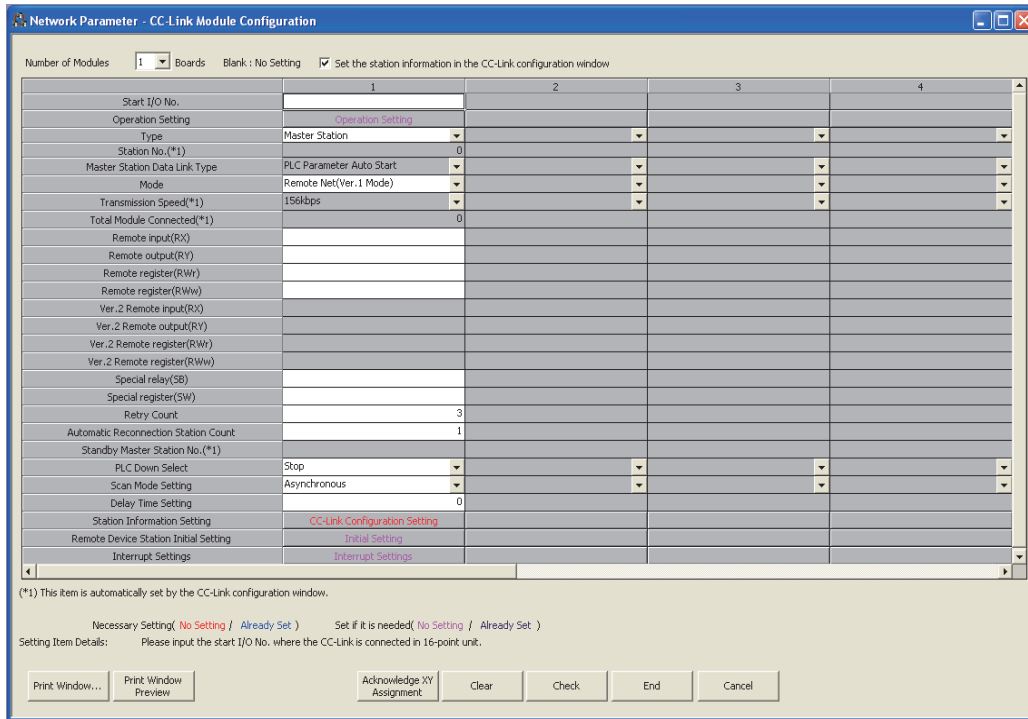 Network Parameter - CC-Link Module Configuration
Number of Modules 1 Boards Blank : No Setting Set the station information in the CC-Link configuration window
1 2 3 4
Start I/O No.
Operation Setting Operation Setting
Type Master Station
Station No.(*1) 0
Master Station Data Link Type PLC Parameter Auto Start
Mode Remote Net(Ver.1 Mode)
Transmission Speed(*1) 156kbps
Total Module Connected(*1) 0
Remote input(RX)
Remote output(RY)
Remote register(RWr)
Remote register(RWw)
Ver.2 Remote input(RX)
Ver.2 Remote output(RY)
Ver.2 Remote register(RWr)
Ver.2 Remote register(RWw)
Special relay(SB)
Special register(SW)
Retry Count 3
Automatic Reconnection Station Count 1
Standby Master Station No.(*1)
PLC Down Select Stop
Scan Mode Setting Asynchronous
Delay Time Setting 0
Station Information Setting CC-Link Configuration Setting
Remote Device Station Initial Setting Initial Setting
Interrupt Settings Interrupt Settings
(*1) This item is automatically set by the CC-Link configuration window.
Necessary Setting( No Setting / Already Set ) Set if it is needed( No Setting / Already Set )
Setting Item Details: Please input the start I/O No. where the CC-Link is connected in 16-point unit.
Print Window... Print Window Preview Acknowledge XY Assignment Clear Check End Cancel